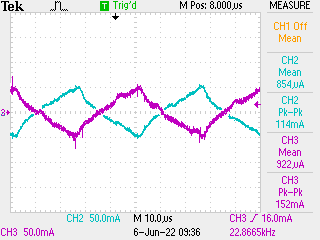 Tek T Trig'd M Pos: 8.000µs MEASURE
CH1 Off
Mean
CH2
Mean
854µA
CH2
Pk-Pk
114mA
3
CH3
Mean
922µA
CH3
Pk-Pk
152mA
CH2 50.0mA M 10.0µs CH3 16.0mA
CH3 50.0mA 6-Jun-22 09:36 22.8665kHz